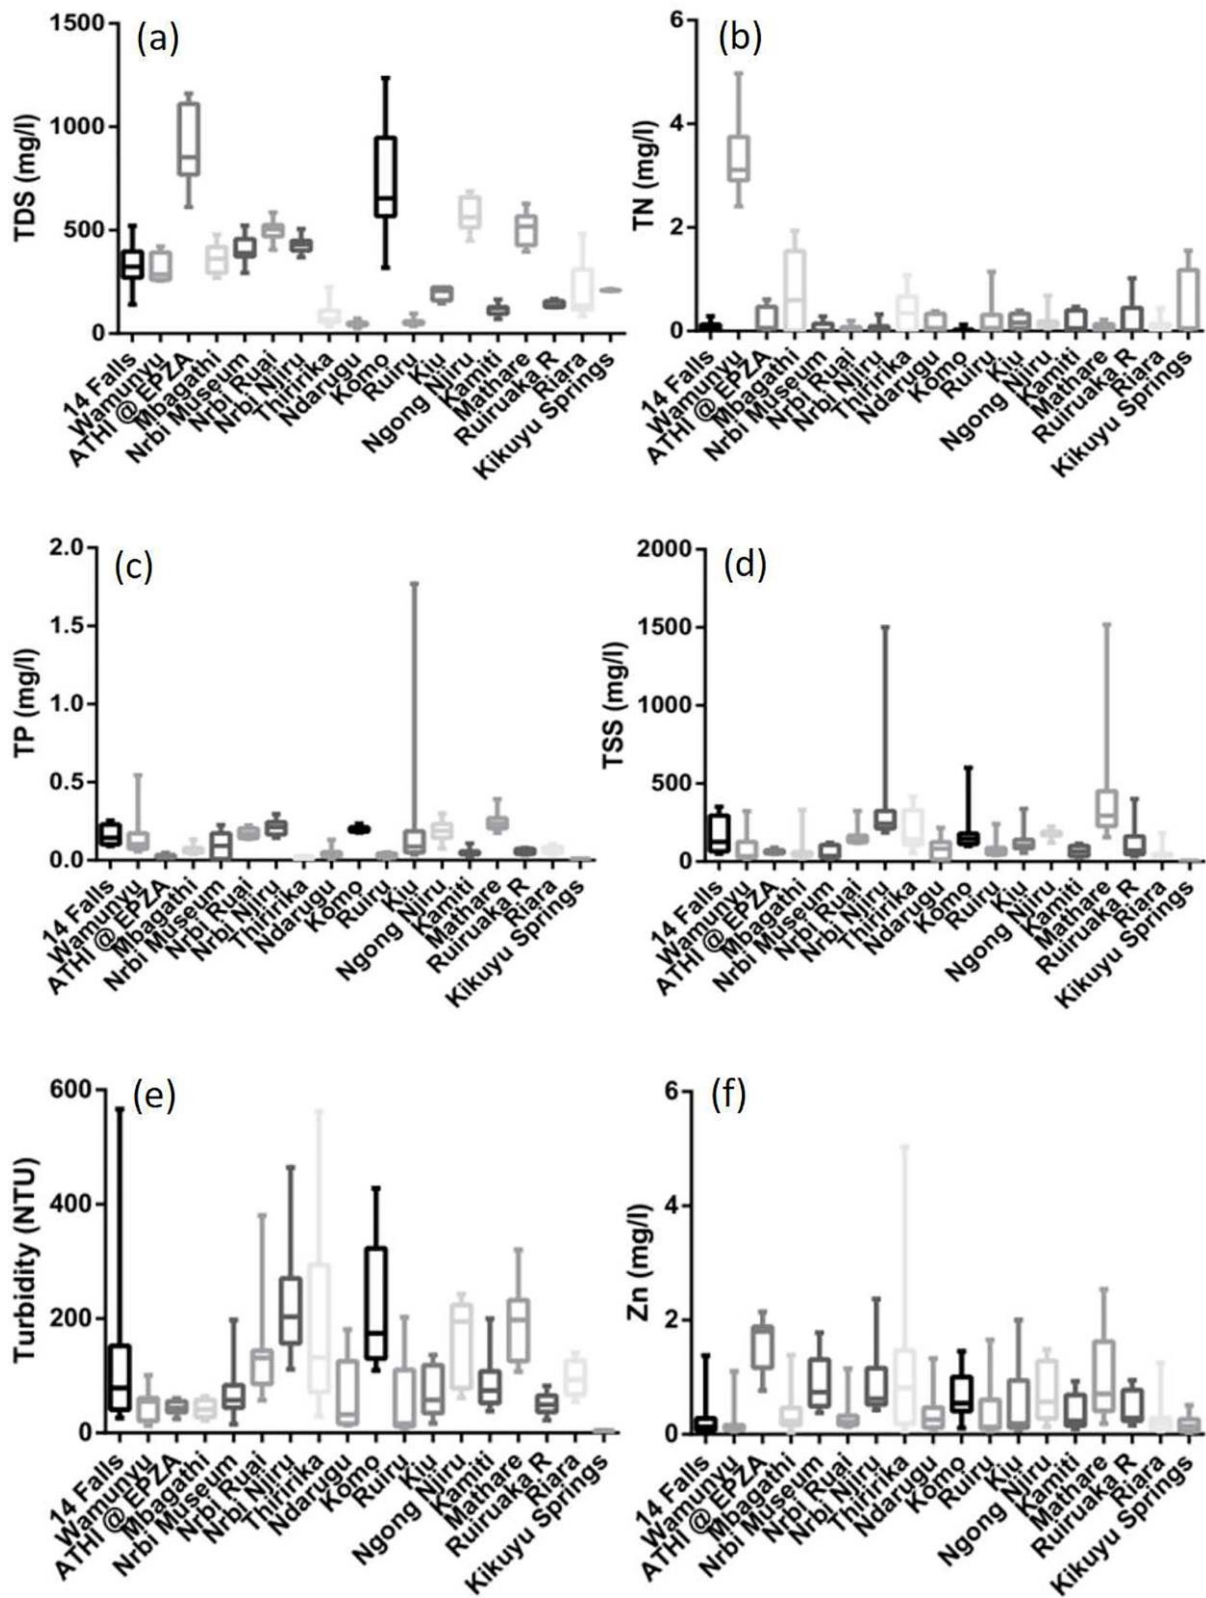 (a)
TDS (mg/l)
1500
1000
500
0
14 Falls
Wamunyu
ATHI @ EPZA
Mbagathi
Nrbi Museum
Nrbi Ruai
Nrbi Njiru
Thiririka
Ndarugu
Komo
Ruiru
Kiu
Ngong Njiru
Kamiti
Mathare
Ruiruaka R
Riara
Kikuyu Springs
(b)
TN (mg/l)
6
4
2
0
14 Falls
Wamunyu
ATHI @ EPZA
Mbagathi
Nrbi Museum
Nrbi Ruai
Nrbi Njiru
Thiririka
Ndarugu
Komo
Ruiru
Kiu
Ngong Njiru
Kamiti
Mathare
Ruiruaka R
Riara
Kikuyu Springs
(c)
TP (mg/l)
2.0
1.5
1.0
0.5
0.0
14 Falls
Wamunyu
ATHI @ EPZA
Mbagathi
Nrbi Museum
Nrbi Ruai
Nrbi Njiru
Thiririka
Ndarugu
Komo
Ruiru
Kiu
Ngong Njiru
Kamiti
Mathare
Ruiruaka R
Riara
Kikuyu Springs
(d)
TSS (mg/l)
2000
1500
1000
500
0
14 Falls
Wamunyu
ATHI @ EPZA
Mbagathi
Nrbi Museum
Nrbi Ruai
Nrbi Njiru
Thiririka
Ndarugu
Komo
Ruiru
Kiu
Ngong Njiru
Kamiti
Mathare
Ruiruaka R
Riara
Kikuyu Springs
(e)
Turbidity (NTU)
600
400
200
0
14 Falls
Wamunyu
ATHI @ EPZA
Mbagathi
Nrbi Museum
Nrbi Ruai
Nrbi Njiru
Thiririka
Ndarugu
Komo
Ruiru
Kiu
Ngong Njiru
Kamiti
Mathare
Ruiruaka R
Riara
Kikuyu Springs
(f)
Zn (mg/l)
6
4
2
0
14 Falls
Wamunyu
ATHI @ EPZA
Mbagathi
Nrbi Museum
Nrbi Ruai
Nrbi Njiru
Thiririka
Ndarugu
Komo
Ruiru
Kiu
Ngong Njiru
Kamiti
Mathare
Ruiruaka R
Riara
Kikuyu Springs